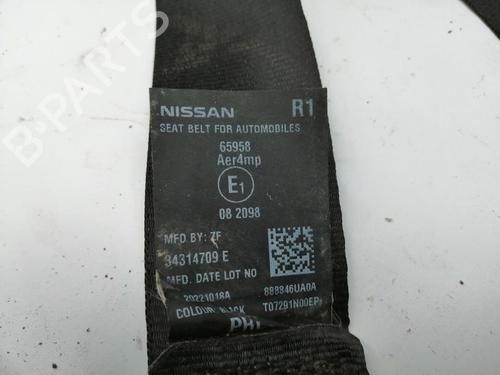 B-PARTS
NISSAN R1
SEAT BELT FOR AUTOMOBILES
65958
Aer4mp
E1
08 2098
MFD BY: ZF
34314709 E
MFD. DATE LOT NO
20221018A 888846UA0A
COLOUR BLACK T07291N00EP
PHI